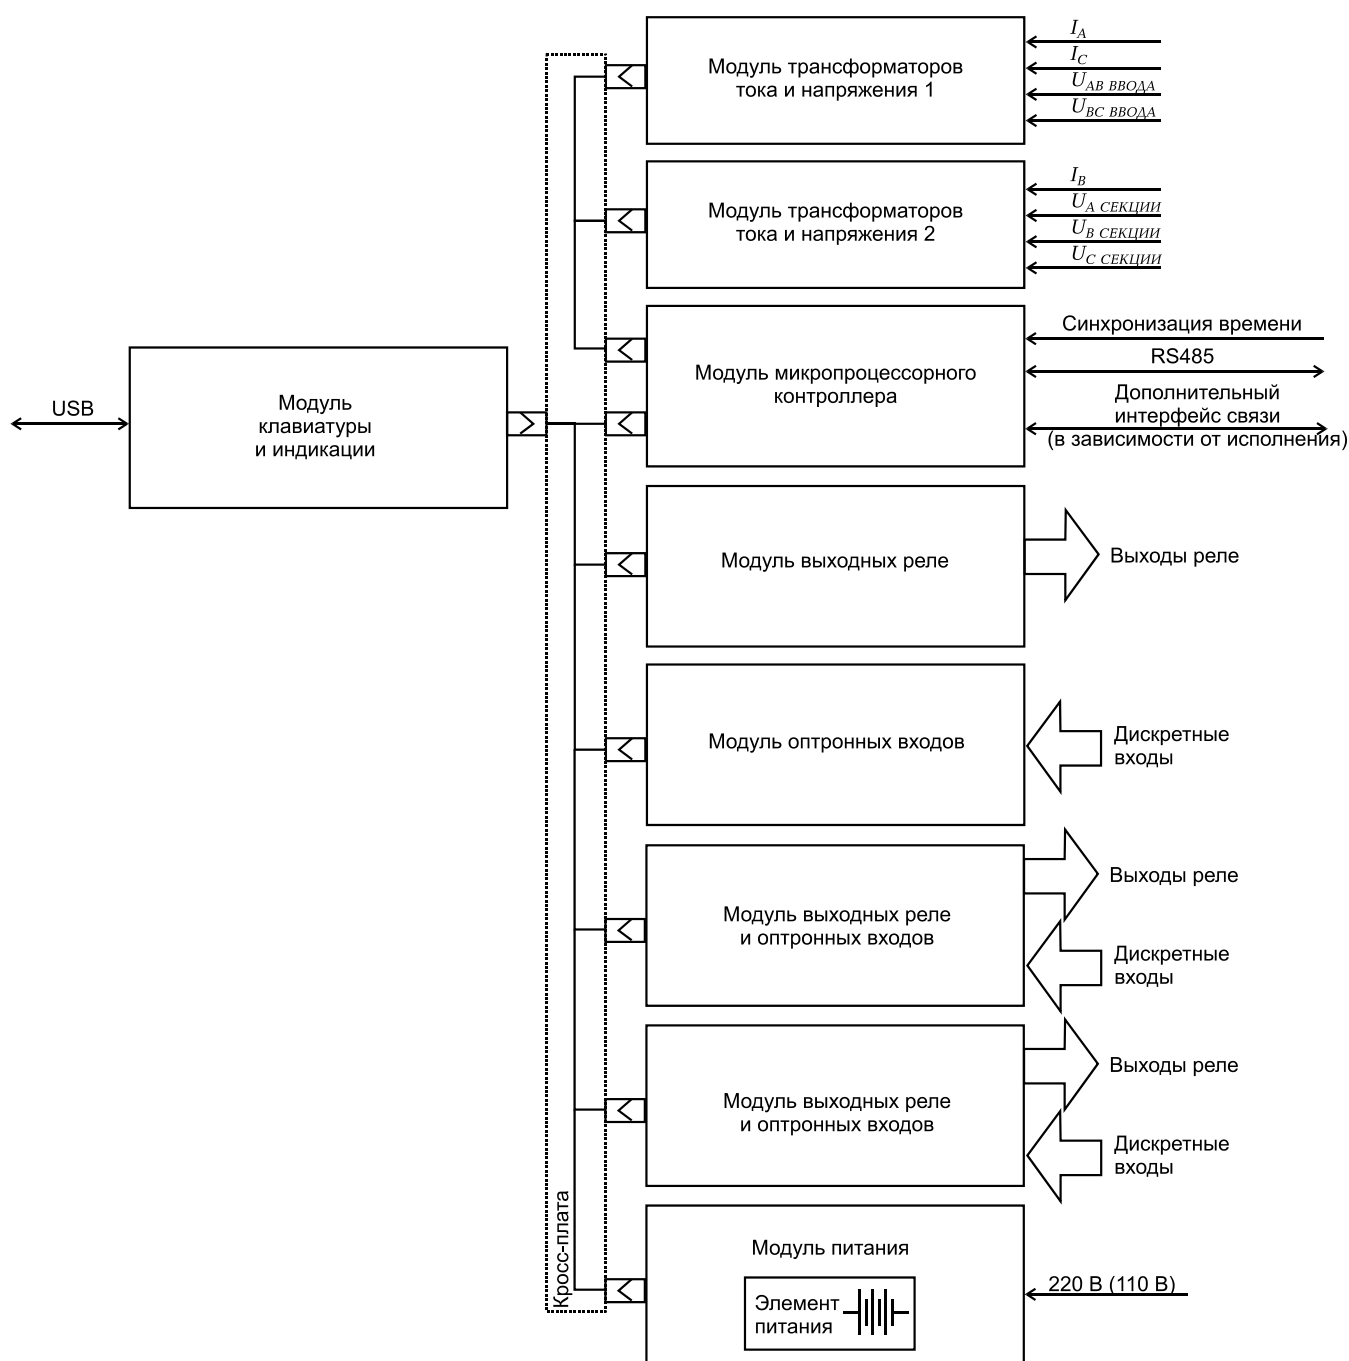 Модуль трансформаторов
тока и напряжения 1
I_A
I_C
U_AB ВВОДА
U_BC ВВОДА
Модуль трансформаторов
тока и напряжения 2
I_B
U_A СЕКЦИИ
U_B СЕКЦИИ
U_C СЕКЦИИ
USB
Модуль
клавиатуры
и индикации
Модуль микропроцессорного
контроллера
Синхронизация времени
RS485
Дополнительный
интерфейс связи
(в зависимости от исполнения)
Модуль выходных реле
Выходы реле
Модуль оптронных входов
Дискретные
входы
Модуль выходных реле
и оптронных входов
Выходы реле
Дискретные
входы
Модуль выходных реле
и оптронных входов
Выходы реле
Дискретные
входы
Кросс-плата
Модуль питания
Элемент
питания
220 В (110 В)